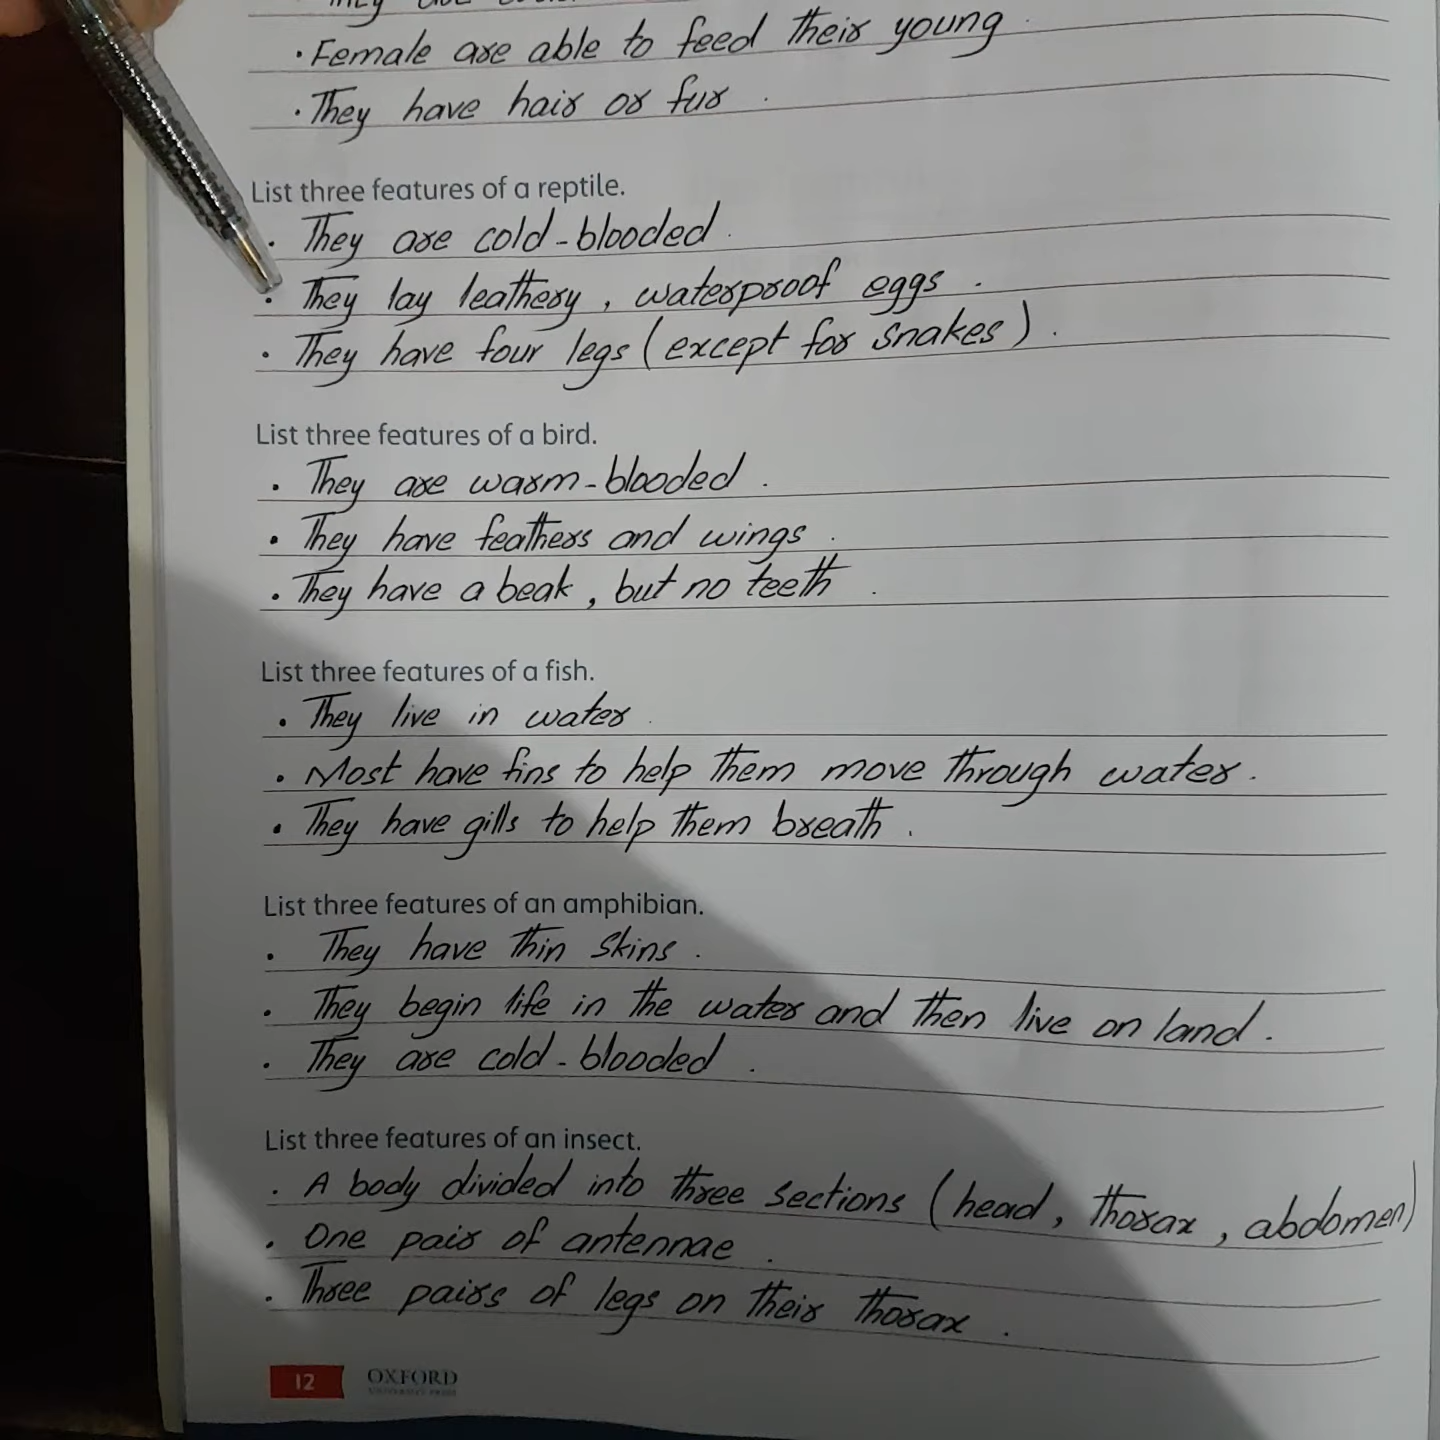 They are
· Female are able to feed their young .
· They have hair or fur .
List three features of a reptile.
· They are cold-blooded .
· They lay leathery , waterproof eggs .
· They have four legs (except for snakes) .
List three features of a bird.
· They are warm-blooded .
· They have feathers and wings .
· They have a beak , but no teeth .
List three features of a fish.
· They live in water .
· Most have fins to help them move through water .
· They have gills to help them breath .
List three features of an amphibian.
· They have thin skins .
· They begin life in the water and then live on land .
· They are cold-blooded .
List three features of an insect.
· A body divided into three sections (head, thorax , abdomen)
· One pair of antennae .
· Three pairs of legs on their thorax .
12 OXFORD
UNIVERSITY PRESS